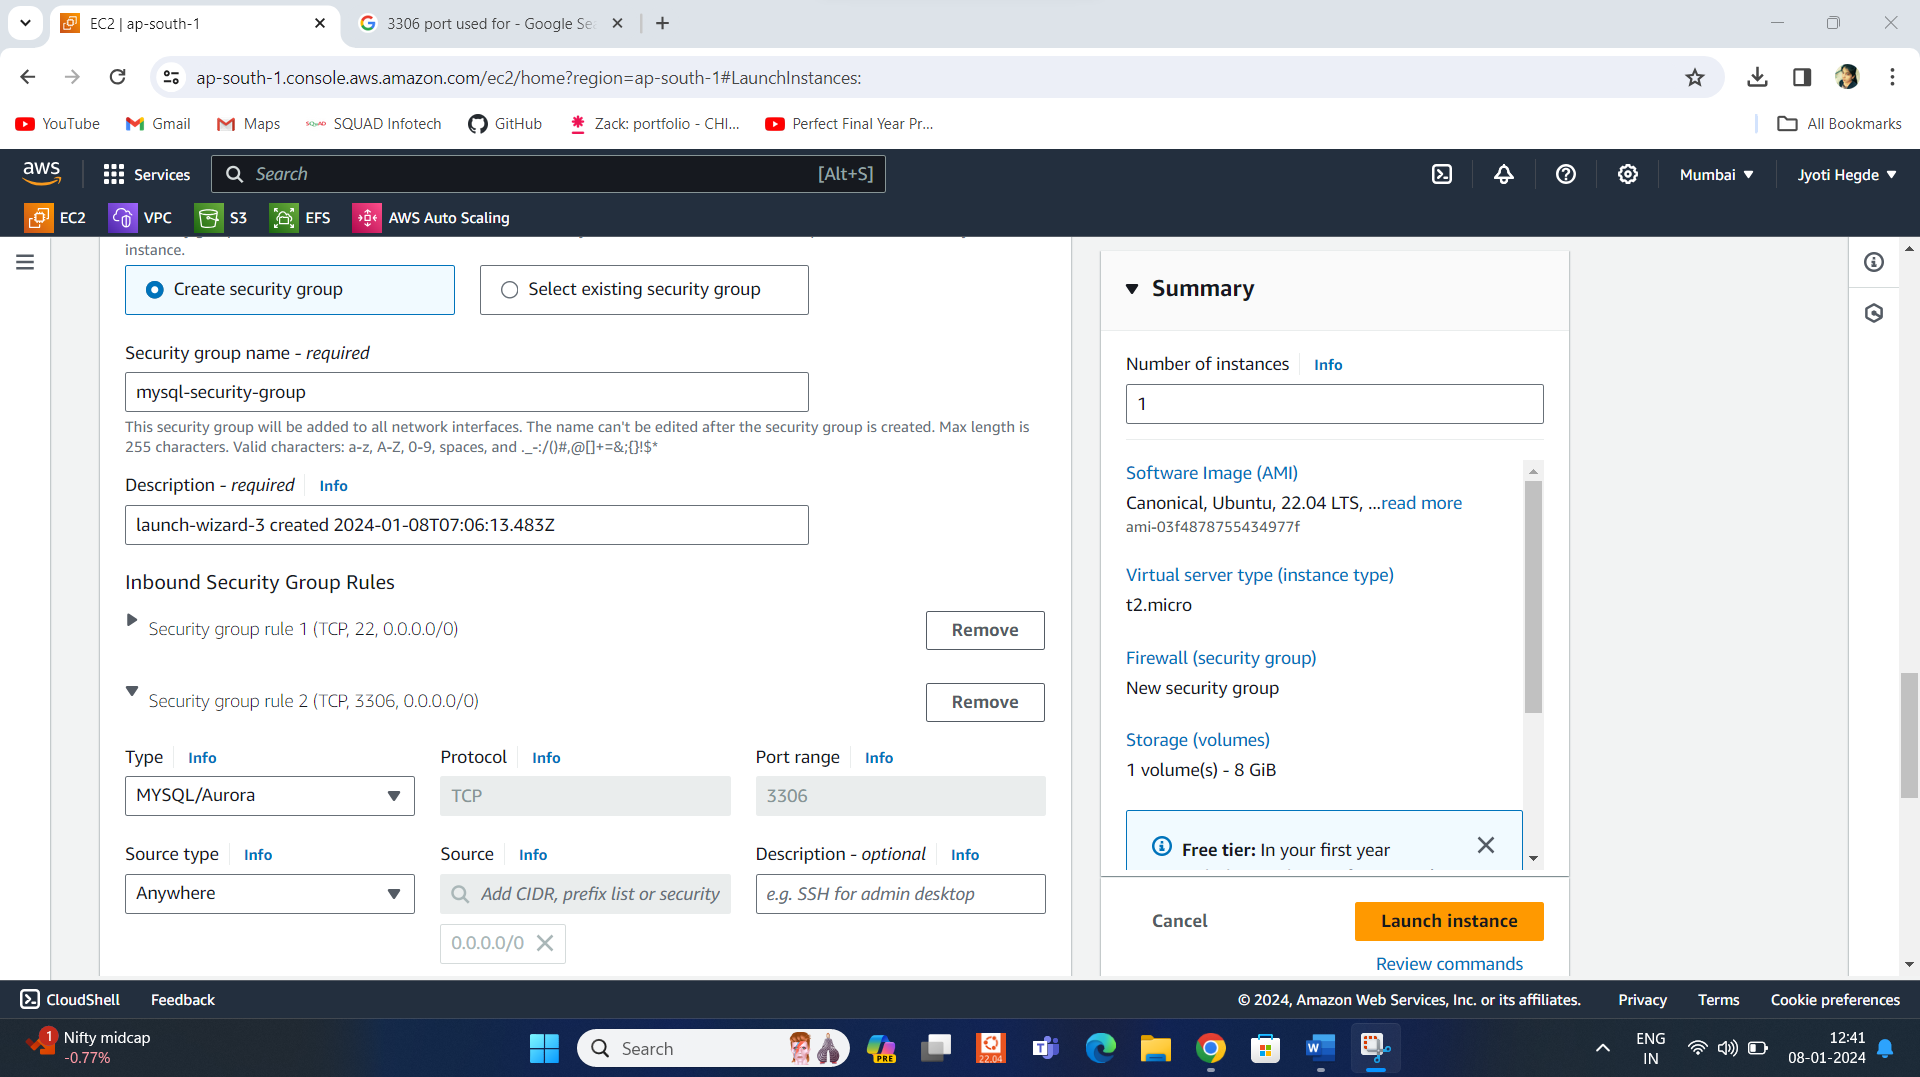 EC2 | ap-south-1
3306 port used for - Google Se
ap-south-1.console.aws.amazon.com/ec2/home?region=ap-south-1#LaunchInstances:
YouTube Gmail Maps SQUAD Infotech GitHub Zack: portfolio - CHI... Perfect Final Year Pr... All Bookmarks
aws Services Search [Alt+S] Mumbai Jyoti Hegde
EC2 VPC S3 EFS AWS Auto Scaling
instance.
Create security group
Select existing security group
Security group name - required
mysql-security-group
This security group will be added to all network interfaces. The name can't be edited after the security group is created. Max length is
255 characters. Valid characters: a-z, A-Z, 0-9, spaces, and ._-:/()#,@[]+=&;{}!$*
Description - required Info
launch-wizard-3 created 2024-01-08T07:06:13.483Z
Inbound Security Group Rules
Security group rule 1 (TCP, 22, 0.0.0.0/0)
Remove
Security group rule 2 (TCP, 3306, 0.0.0.0/0)
Remove
Type Info Protocol Info Port range Info
MYSQL/Aurora TCP 3306
Source type Info Source Info Description - optional Info
Anywhere Add CIDR, prefix list or security e.g. SSH for admin desktop
0.0.0.0/0
Summary
Number of instances Info
1
Software Image (AMI)
Canonical, Ubuntu, 22.04 LTS, ...read more
ami-03f4878755434977f
Virtual server type (instance type)
t2.micro
Firewall (security group)
New security group
Storage (volumes)
1 volume(s) - 8 GiB
Free tier: In your first year
Cancel
Launch instance
Review commands
CloudShell Feedback © 2024, Amazon Web Services, Inc. or its affiliates. Privacy Terms Cookie preferences
1
Nifty midcap
-0.77%
Search
PRE
22.04
ENG
IN
12:41
08-01-2024